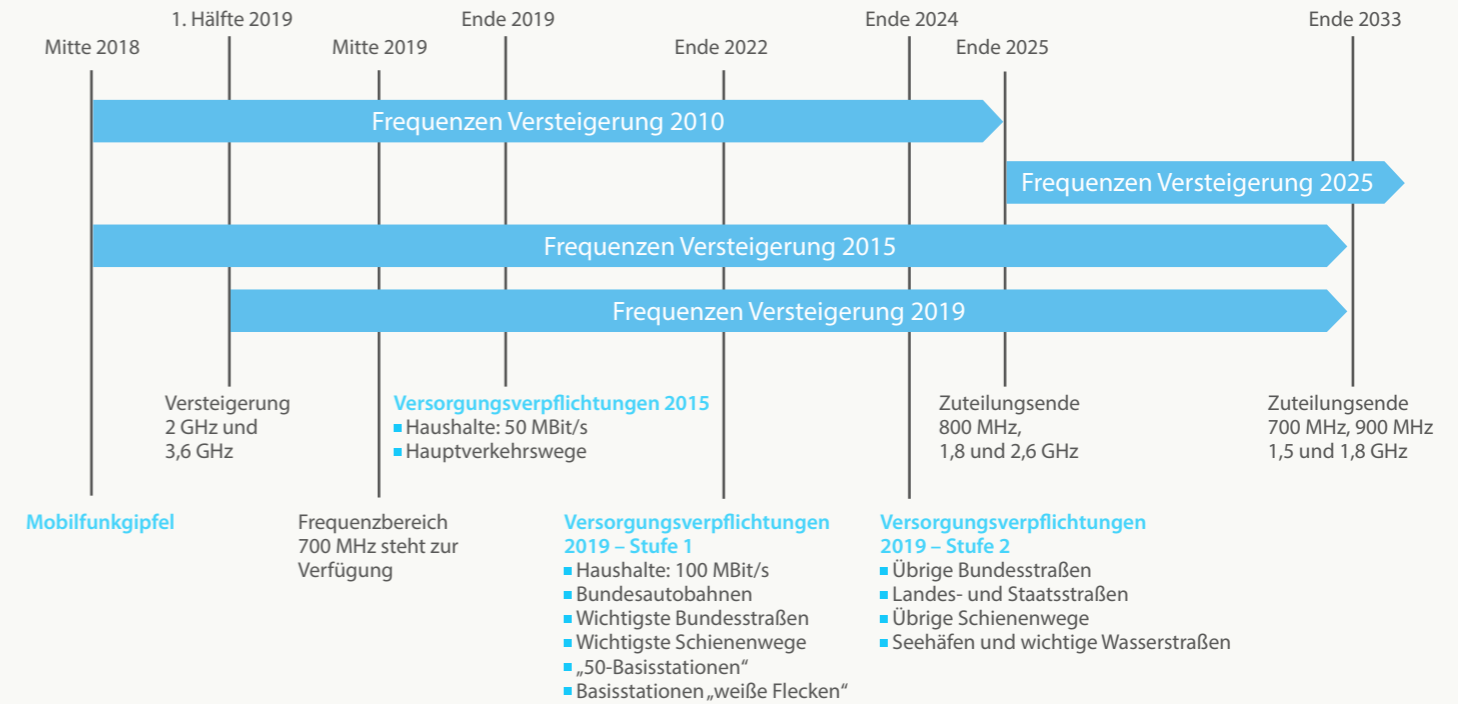 1. Hälfte 2019
Ende 2019
Ende 2024
Ende 2033
Mitte 2018
Mitte 2019
Ende 2022
Ende 2025
Frequenzen Versteigerung 2010
Frequenzen Versteigerung 2025
Frequenzen Versteigerung 2015
Frequenzen Versteigerung 2019
Versteigerung
2 GHz und
3,6 GHz
Versorgungsverpflichtungen 2015
Haushalte: 50 MBit/s
Hauptverkehrswege
Zuteilungsende
800 MHz,
1,8 und 2,6 GHz
Zuteilungsende
700 MHz, 900 MHz
1,5 und 1,8 GHz
Mobilfunkgipfel
Frequenzbereich
700 MHz steht zur
Verfügung
Versorgungsverpflichtungen
2019 – Stufe 1
Haushalte: 100 MBit/s
Bundesautobahnen
Wichtigste Bundesstraßen
Wichtigste Schienenwege
„50-Basisstationen“
Basisstationen „weiße Flecken“
Versorgungsverpflichtungen
2019 – Stufe 2
Übrige Bundesstraßen
Landes- und Staatsstraßen
Übrige Schienenwege
Seehäfen und wichtige Wasserstraßen